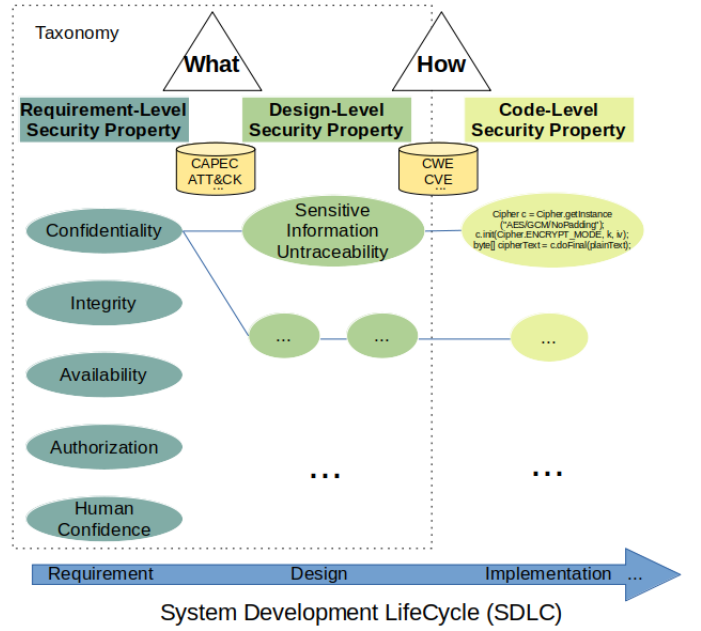 Taxonomy
What
How
Requirement-Level
Security Property
Design-Level
Security Property
Code-Level
Security Property
CAPEC
ATT&CK
...
CWE
CVE
...
Confidentiality
Sensitive
Information
Untraceability
Cipher c = Cipher.getInstance
("AES/GCM/NoPadding");
c.init(Cipher.ENCRYPT_MODE, k, iv);
byte[] cipherText = c.doFinal(plainText);
Integrity
...
...
...
Availability
Authorization
...
...
Human
Confidence
Requirement
Design
Implementation
...
System Development LifeCycle (SDLC)